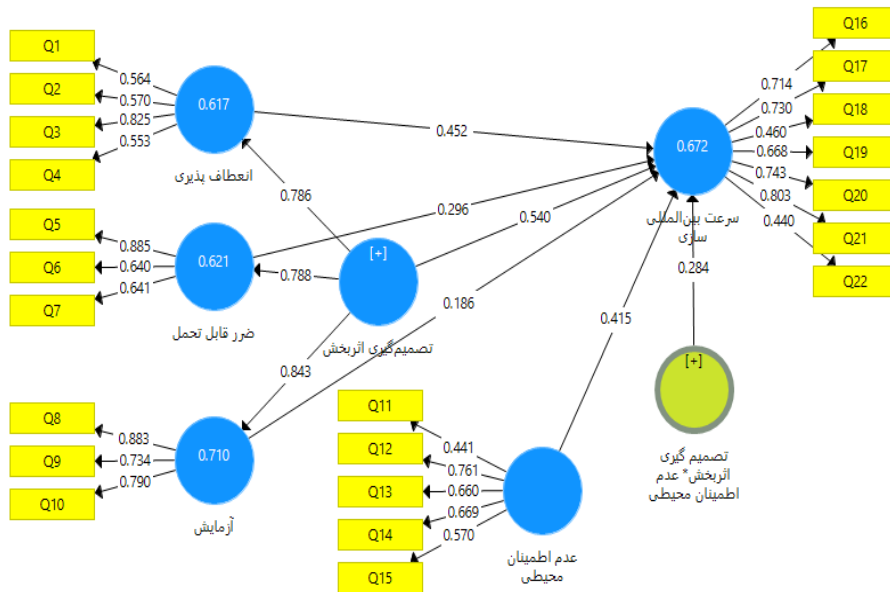 Q1
Q2
Q3
Q4
0.564
0.570
0.825
0.553
0.617
انعطاف پذیری
Q5
Q6
Q7
0.885
0.640
0.641
0.621
ضرر قابل تحمل
Q8
Q9
Q10
0.883
0.734
0.790
0.710
آزمایش
0.786
0.788
0.843
[+]
تصمیم‌گیری اثربخش
0.452
0.296
0.540
0.186
0.415
0.284
Q11
Q12
Q13
Q14
Q15
0.441
0.761
0.660
0.669
0.570
عدم اطمینان
محیطی
[+]
تصمیم گیری
اثربخش* عدم
اطمینان محیطی
0.672
سرعت بین‌المللی
سازی
0.714
0.730
0.460
0.668
0.743
0.803
0.440
Q16
Q17
Q18
Q19
Q20
Q21
Q22